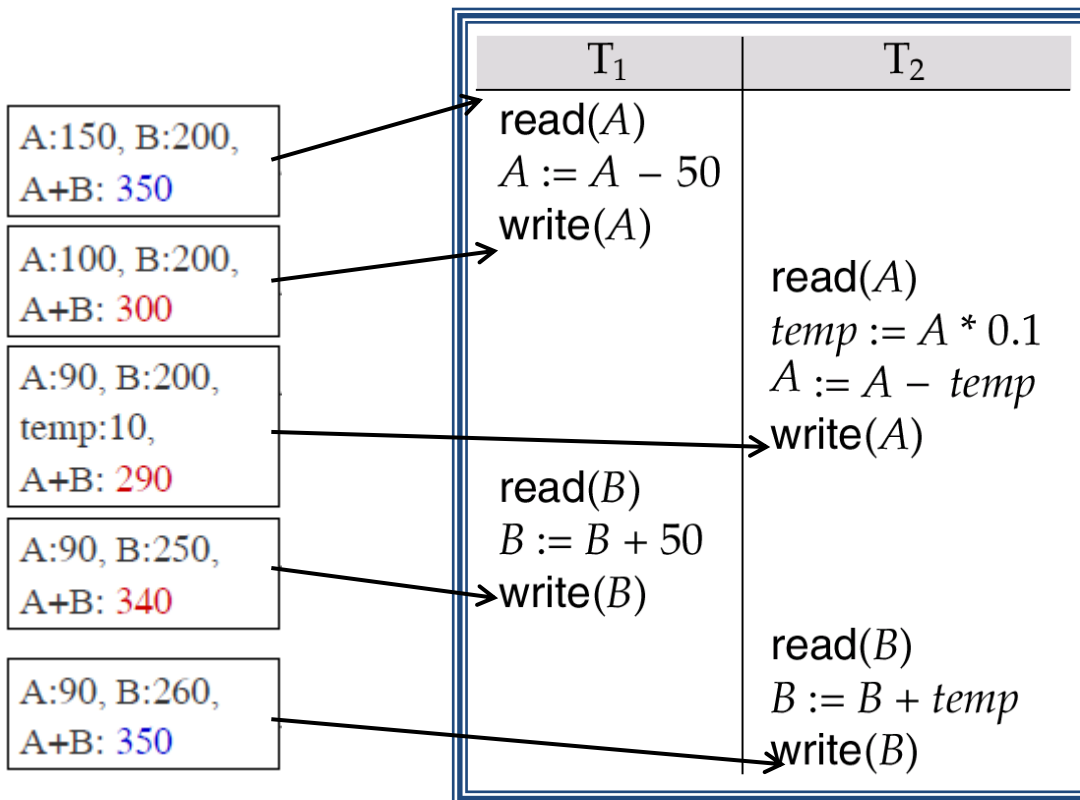 T₁ T₂
A:150, B:200,
A+B: 350
A:100, B:200,
A+B: 300
A:90, B:200,
temp:10,
A+B: 290
A:90, B:250,
A+B: 340
A:90, B:260,
A+B: 350
read(A)
A := A − 50
write(A)
read(A)
temp := A * 0.1
A := A − temp
write(A)
read(B)
B := B + 50
write(B)
read(B)
B := B + temp
write(B)